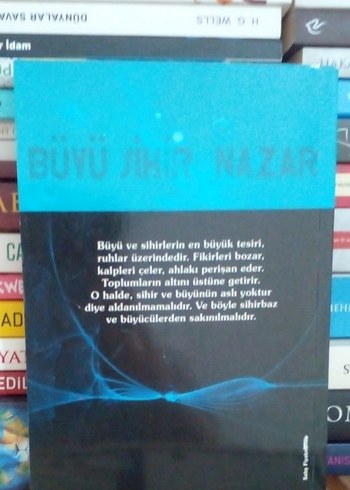 DÜNYALAR SAVA
H. G. WELLS
r İdam
BÜYÜ SİHİR NAZAR
Büyü ve sihirlerin en büyük tesiri,
ruhlar üzerindedir. Fikirleri bozar,
kalpleri çeler, ahlakı perişan eder.
Toplumların altını üstüne getirir.
O halde, sihir ve büyünün aslı yoktur
diye aldanılmamalıdır. Ve böyle sihirbaz
ve büyücülerden sakınılmalıdır.